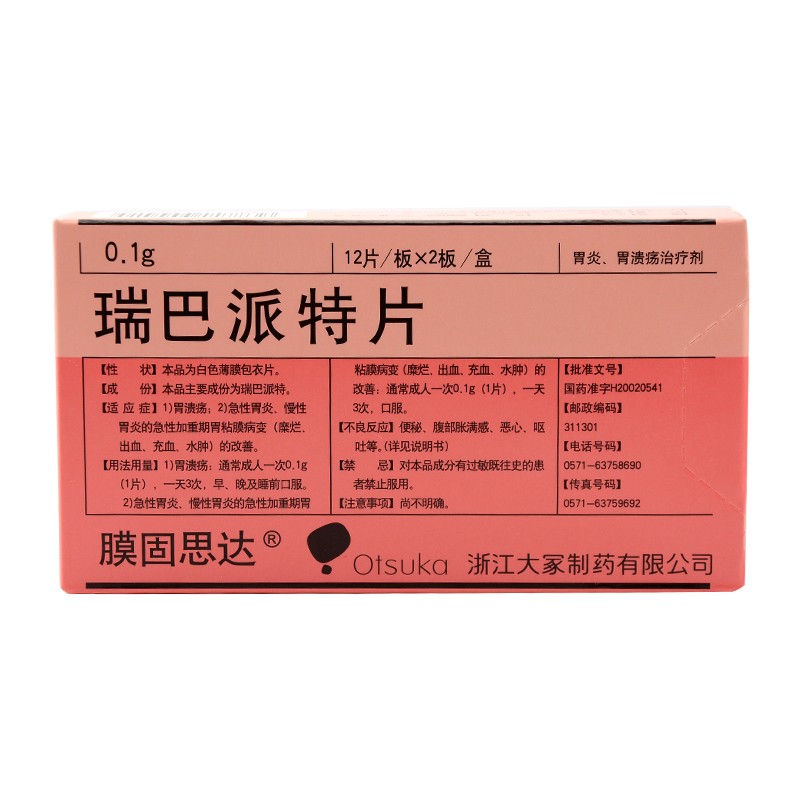 0.1g
12片/板×2板/盒
胃炎、胃溃疡治疗剂
瑞巴派特片
【性　状】本品为白色薄膜包衣片。
【成　份】本品主要成份为瑞巴派特。
【适应症】1)胃溃疡；2)急性胃炎、慢性
胃炎的急性加重期胃粘膜病变（糜烂、
出血、充血、水肿）的改善。
【用法用量】1)胃溃疡：通常成人一次0.1g
（1片），一天3次，早、晚及睡前口服。
2)急性胃炎、慢性胃炎的急性加重期胃
粘膜病变（糜烂、出血、充血、水肿）的
改善：通常成人一次0.1g（1片），一天
3次，口服。
【不良反应】便秘、腹部胀满感、恶心、呕
吐等。（详见说明书）
【禁　忌】对本品成分有过敏既往史的患
者禁止服用。
【注意事项】尚不明确。
【批准文号】
国药准字H20020541
【邮政编码】
311301
【电话号码】
0571-63758690
【传真号码】
0571-63759692
膜固思达®
Otsuka 浙江大冢制药有限公司